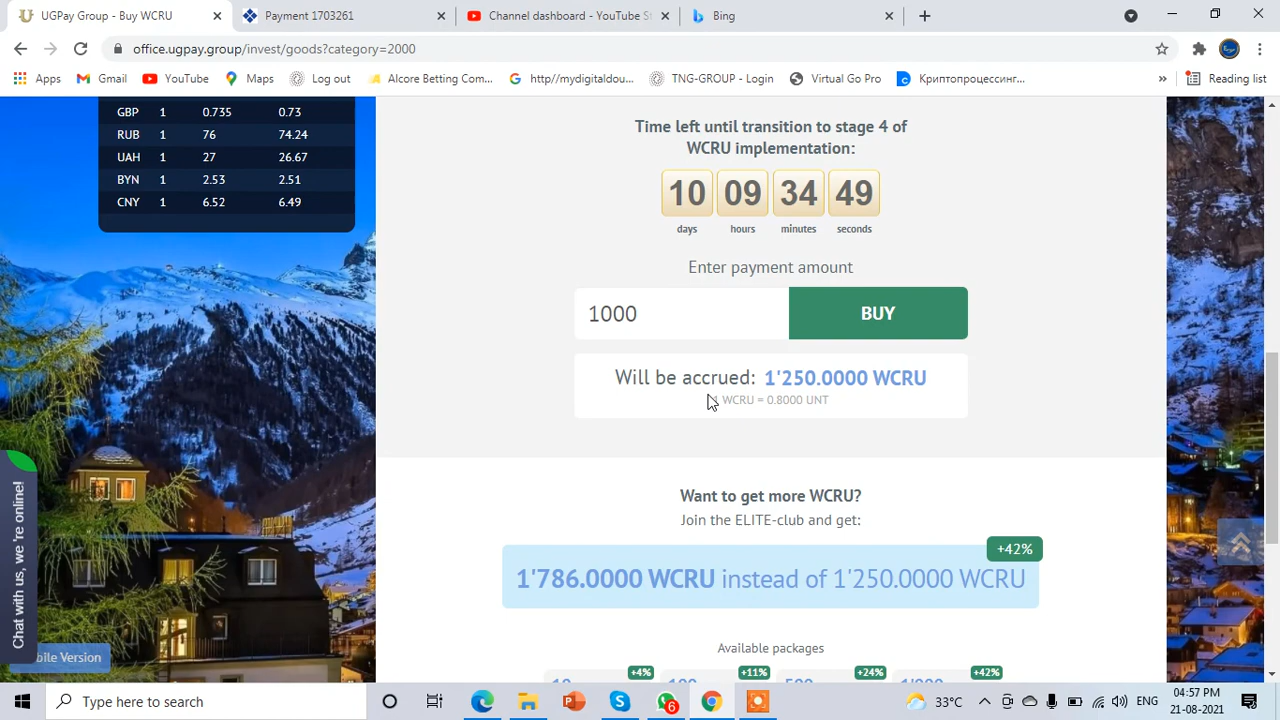 UGPay Group - Buy WCRU
Payment 1703261
Channel dashboard - YouTube St
Bing
office.ugpay.group/invest/goods?category=2000
Apps
Gmail
YouTube
Maps
Log out
Alcore Betting Com...
http//mydigitaldou...
TNG-GROUP - Login
Virtual Go Pro
Криптопроцессинг...
»
Reading list
GBP 1 0.735 0.73
RUB 1 76 74.24
UAH 1 27 26.67
BYN 1 2.53 2.51
CNY 1 6.52 6.49
Time left until transition to stage 4 of
WCRU implementation:
10 09 34 49
days hours minutes seconds
Enter payment amount
1000
BUY
Will be accrued: 1'250.0000 WCRU
WCRU = 0.8000 UNT
Want to get more WCRU?
Join the ELITE-club and get:
+42%
1'786.0000 WCRU instead of 1'250.0000 WCRU
Available packages
+4% +11% +24% +42%
Chat with us, we 're online!
bile Version
Type here to search
6
33°C
ENG
04:57 PM
21-08-2021